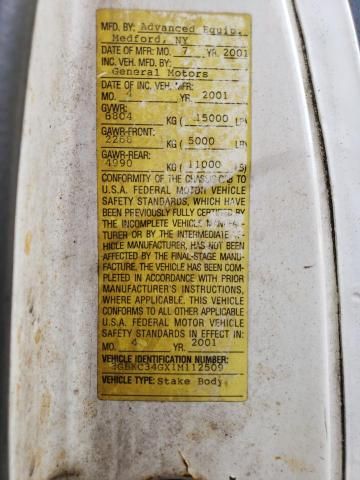 MFD. BY: Advanced Equip.
Medford, NY
DATE OF MFR: MO. 7 YR. 2001
INC. VEH. MFD. BY:
General Motors
DATE OF INC. VEH. MFR:
MO. 4 YR. 2001
GVWR:
6804 KG ( 15000 LB)
GAWR-FRONT:
2268 KG ( 5000
GAWR-REAR:
4990 KG ( 11000
CONFORMITY OF THE CHASSIS-CAB TO
U.S.A. FEDERAL MOTOR VEHICLE
SAFETY STANDARDS, WHICH HAVE
BEEN PREVIOUSLY FULLY CERTIFIED BY
THE INCOMPLETE VEHICLE MANUFAC-
TURER OR BY THE INTERMEDIATE
VEHICLE MANUFACTURER, HAS NOT BEEN
AFFECTED BY THE FINAL-STAGE MANU-
FACTURE. THE VEHICLE HAS BEEN COM-
PLETED IN ACCORDANCE WITH PRIOR
MANUFACTURER'S INSTRUCTIONS,
WHERE APPLICABLE. THIS VEHICLE
CONFORMS TO ALL OTHER APPLICABLE
U.S.A. FEDERAL MOTOR VEHICLE
SAFETY STANDARDS IN EFFECT IN:
MO. 4 YR. 2001
VEHICLE IDENTIFICATION NUMBER:
3GBKC34GX1M112509
VEHICLE TYPE: Stake Body